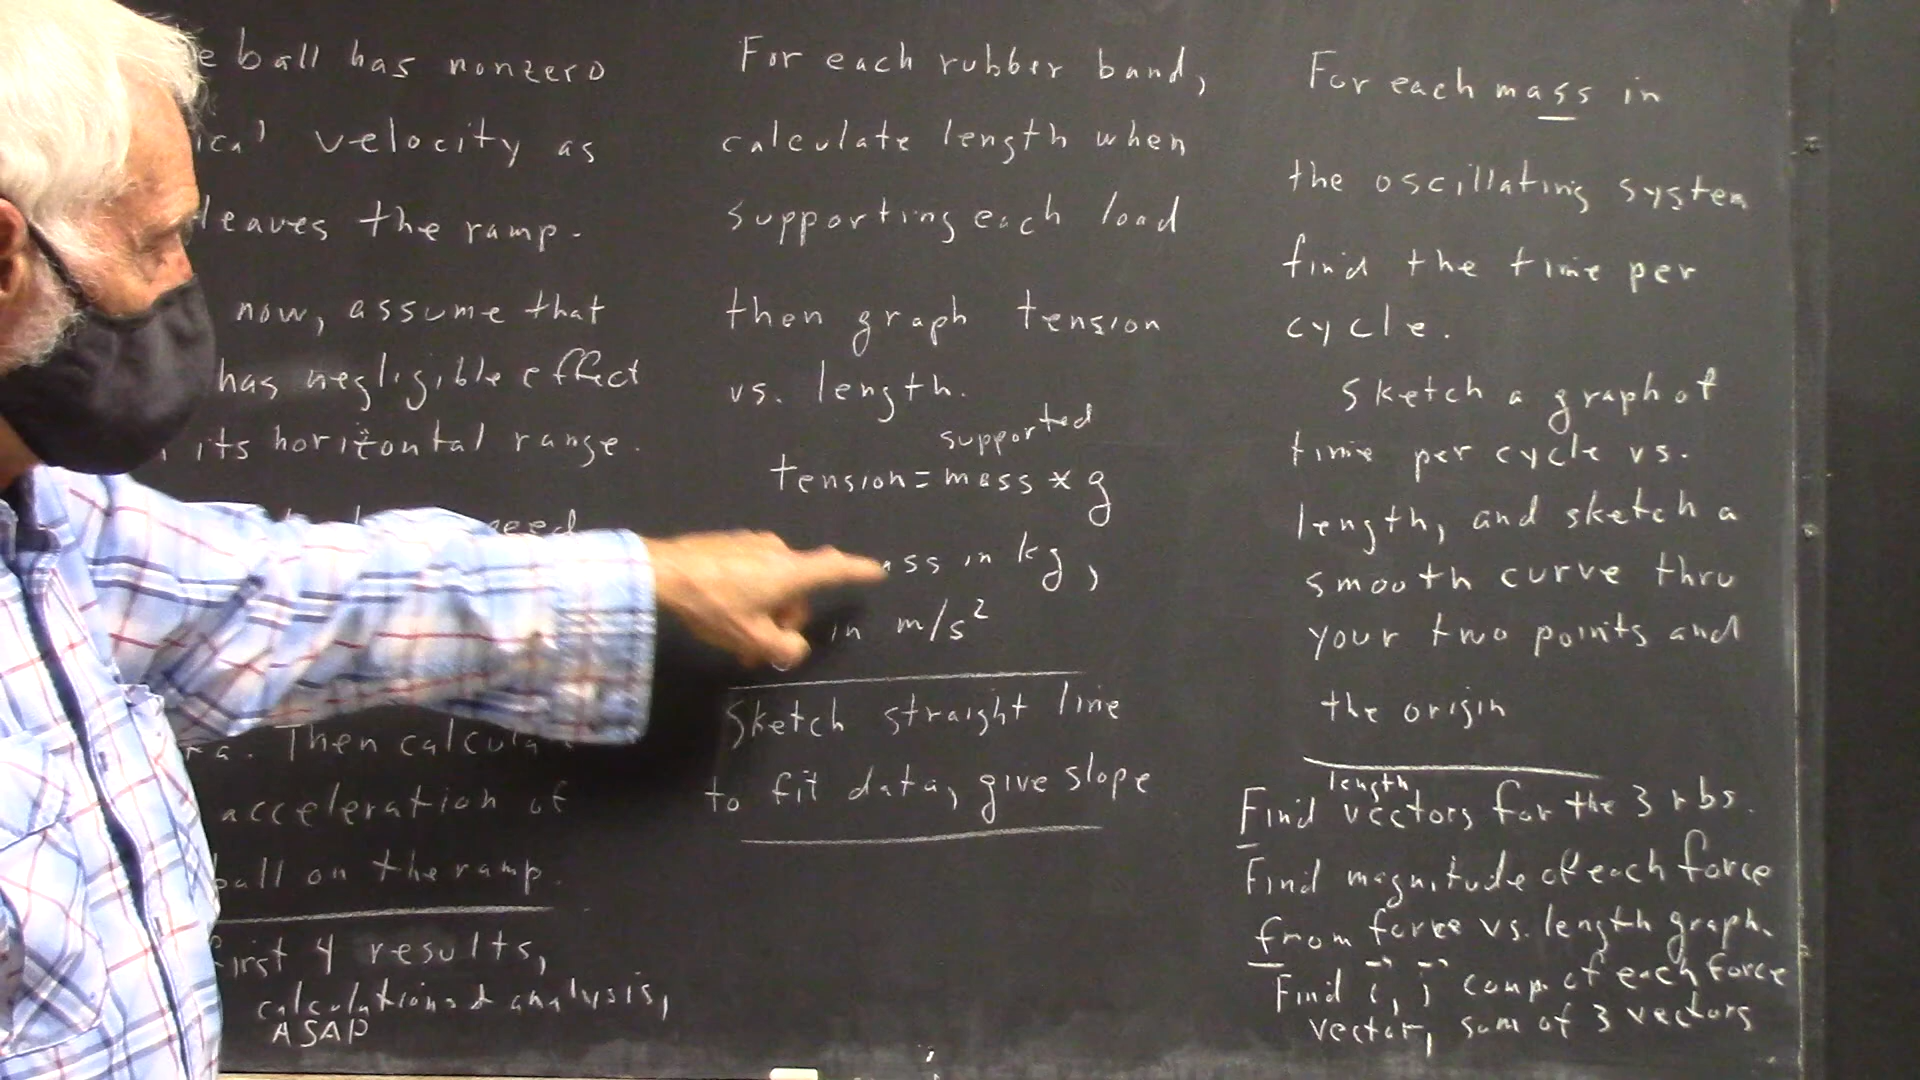 ball has nonzero
velocity as
leaves the ramp.
now, assume that
has negligible effect
its horizontal range.
Then
acceleration of
ball on the ramp.
4 results,
calculations & analysis,
ASAP
For each rubber band,
calculate length when
supporting each load
then graph tension
vs. length.
supported
tension = mass * g
in kg,
in m/s²
Sketch straight line
to fit data, give slope
For each mass in
the oscillating system
find the time per
cycle.
Sketch a graph of
time per cycle vs.
length, and sketch a
smooth curve thru
your two points and
the origin
length
Find vectors for the 3 rbs.
Find magnitude of each force
from force vs. length graph.
Find i⃗, j⃗ comp. of each force
vector, sum of 3 vectors